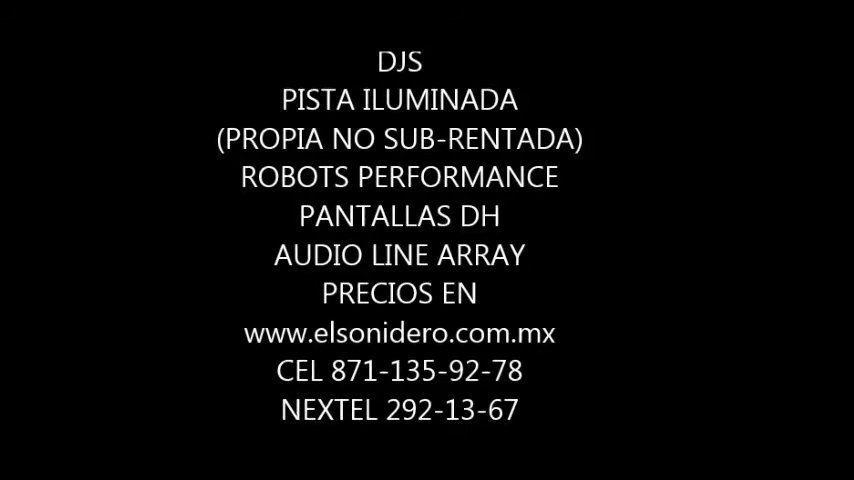 DJS
PISTA ILUMINADA
(PROPIA NO SUB-RENTADA)
ROBOTS PERFORMANCE
PANTALLAS DH
AUDIO LINE ARRAY
PRECIOS EN
www.elsonidero.com.mx
CEL 871-135-92-78
NEXTEL 292-13-67